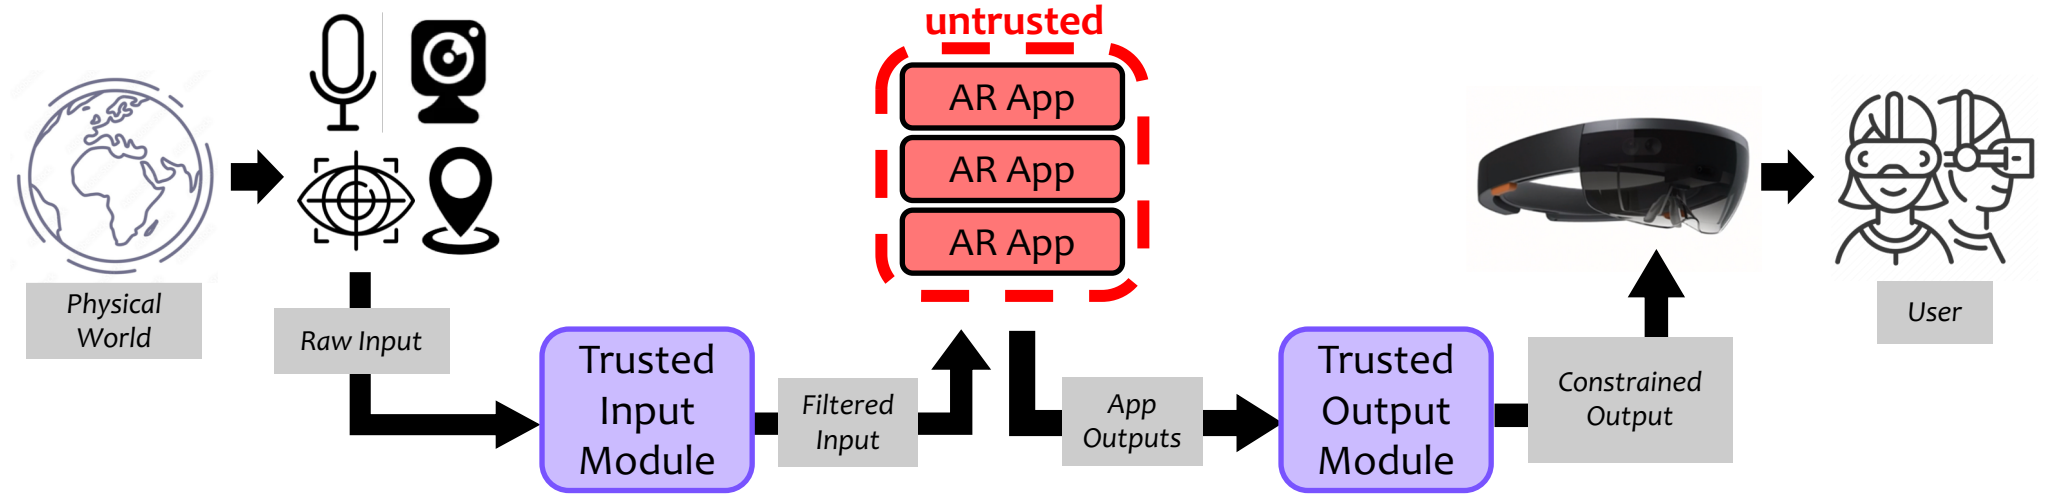 untrusted
AR App
AR App
AR App
Physical
World
Raw Input
Trusted
Input
Module
Filtered
Input
App
Outputs
Trusted
Output
Module
Constrained
Output
User